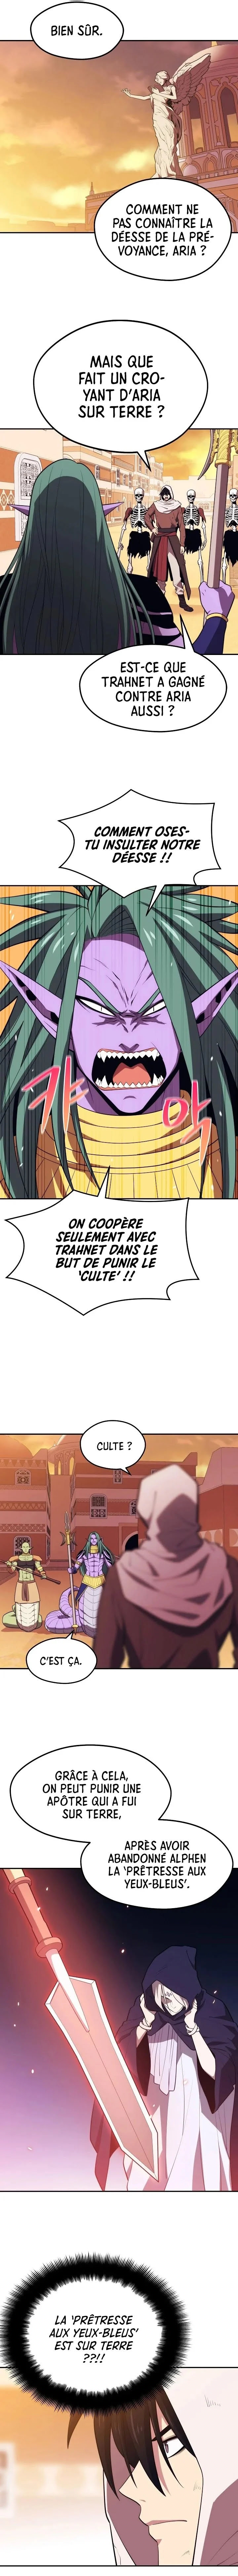 BIEN SÛR.
COMMENT NE
PAS CONNAÎTRE LA
DÉESSE DE LA PRÉ-
VOYANCE, ARIA ?
MAIS QUE
FAIT UN CRO-
YANT D'ARIA
SUR TERRE ?
EST-CE QUE
TRAHNET A GAGNÉ
CONTRE ARIA
AUSSI ?
COMMENT OSES-
TU INSULTER NOTRE
DÉESSE !!
캬악
ON COOPÈRE
SEULEMENT AVEC
TRAHNET DANS LE
BUT DE PUNIR LE
'CULTE' !!
CULTE ?
C'EST ÇA.
GRÂCE À CELA,
ON PEUT PUNIR UNE
APÔTRE QUI A FUI
SUR TERRE,
APRÈS AVOIR
ABANDONNÉ ALPHEN
LA 'PRÊTRESSE AUX
YEUX-BLEUS'.
LA 'PRÊTRESSE
AUX YEUX-BLEUS'
EST SUR TERRE
??!!